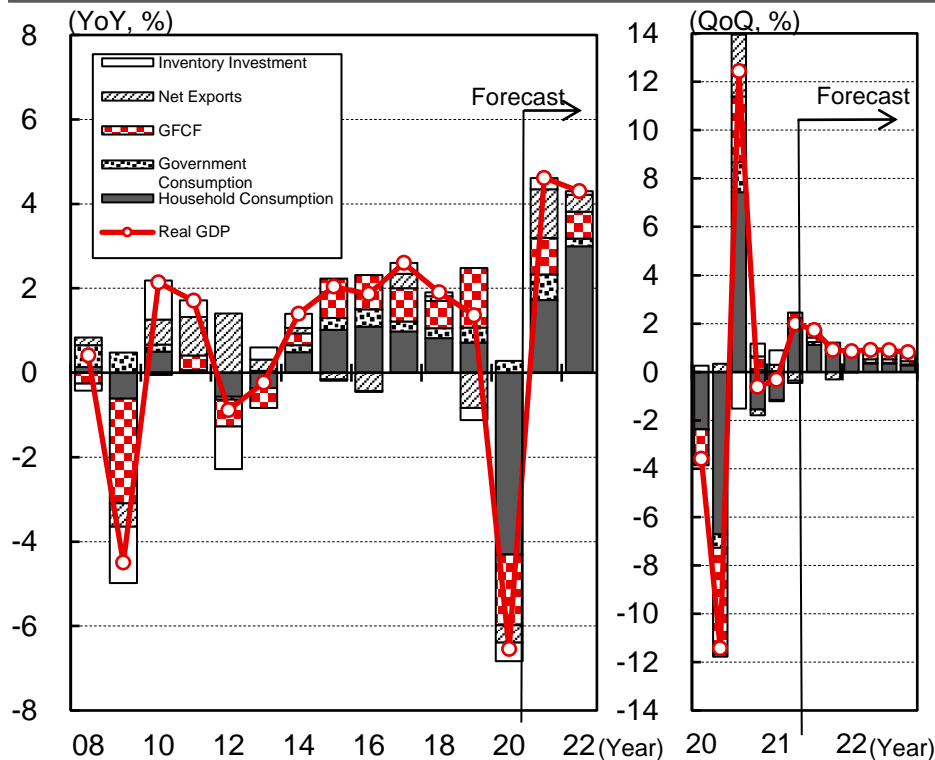 (YoY, %)
8
6
4
2
0
-2
-4
-6
-8
Inventory Investment
Net Exports
GFCF
Government
Consumption
Household Consumption
Real GDP
Forecast
08 10 12 14 16 18 20 22 (Year)
(QoQ, %)
14
12
10
8
6
4
2
0
-2
-4
-6
-8
-10
-12
-14
Forecast
20 21 22 (Year)